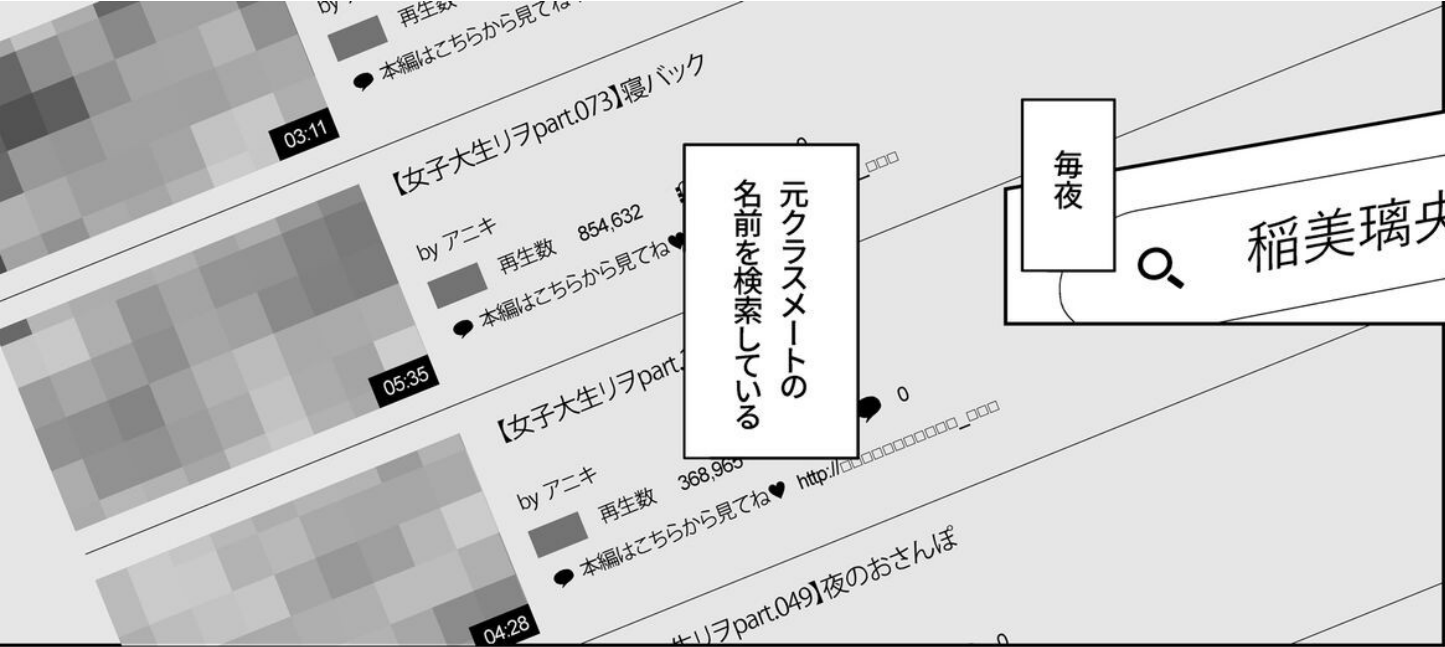 毎夜
稲美璃央
元クラスメートの
名前を検索している
by
再生数
本編はこちらから見てね
03:11
【女子大生リヲpart.073】寝バック
by アニキ
再生数 854,632
本編はこちらから見てね♥
05:35
【女子大生リヲpart.
by アニキ
再生数 368,965
0
本編はこちらから見てね♥ http://□□□□□□□□□□□_□□□
04:28
生リヲpart.049】夜のおさんぽ
0